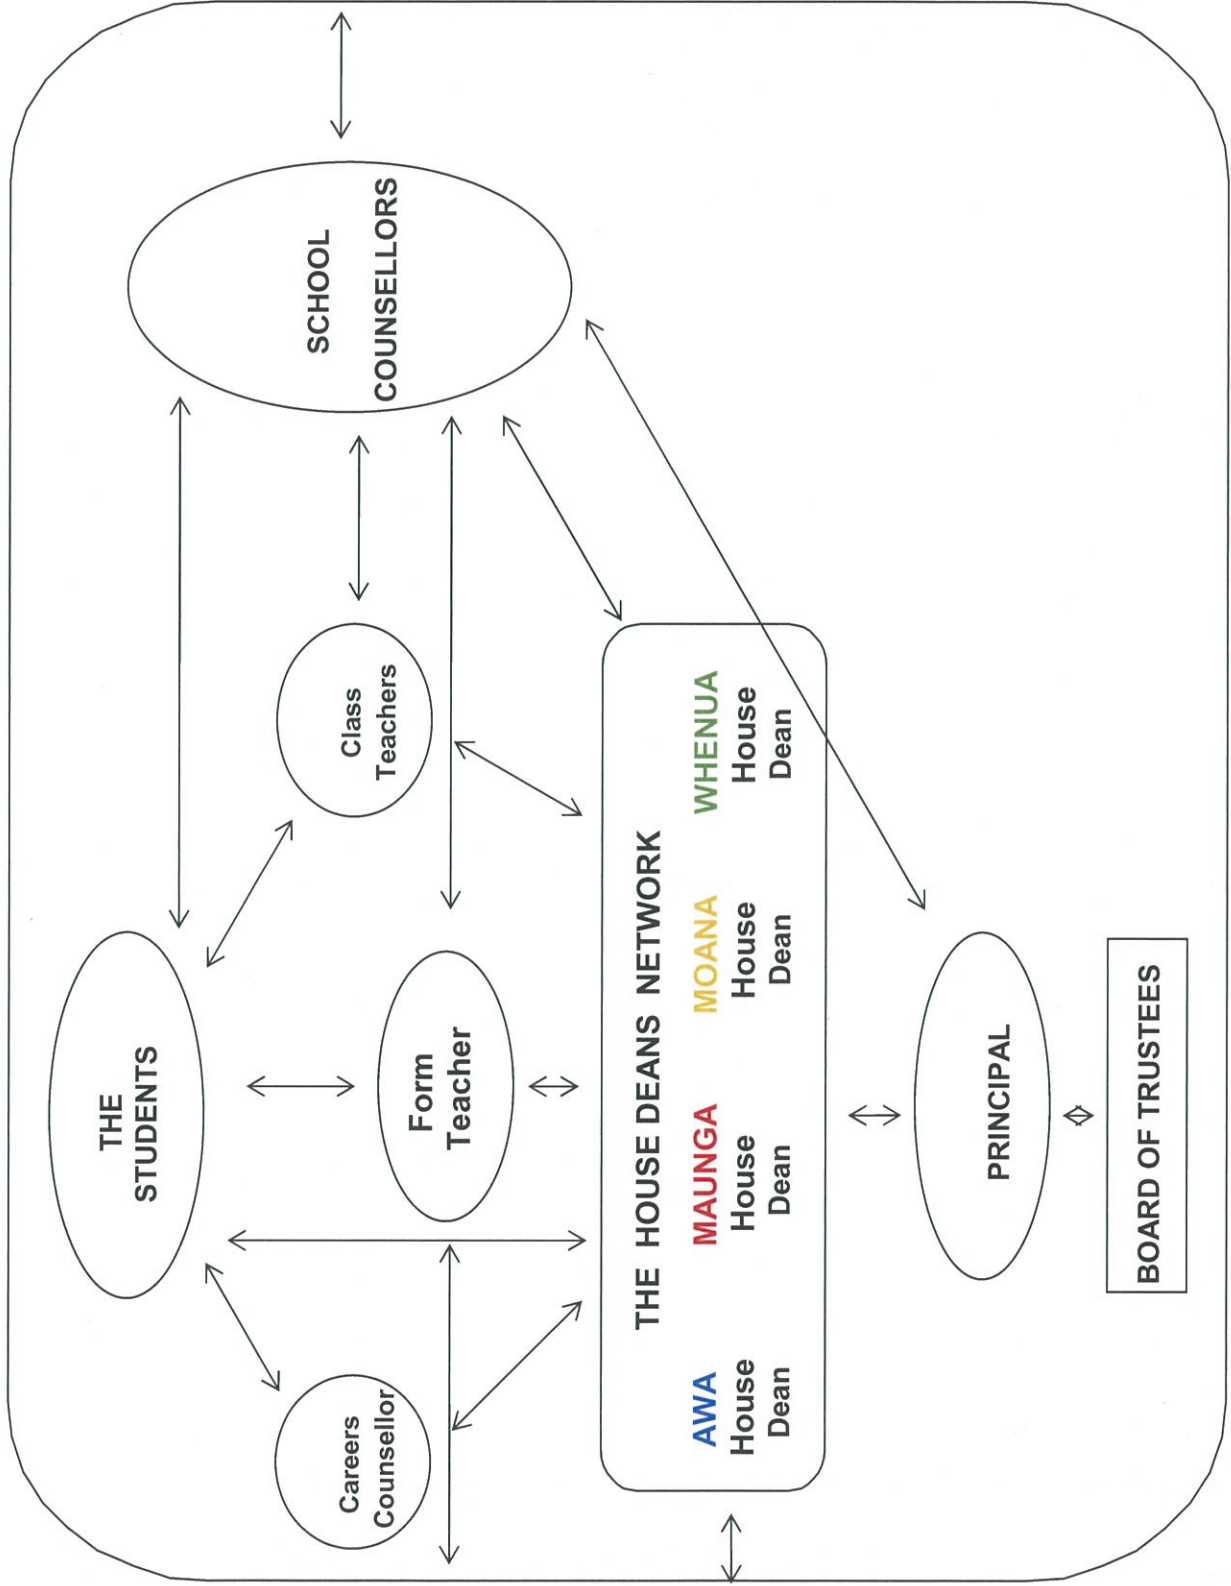 THE
STUDENTS
Careers
Counsellor
Class
Teachers
SCHOOL
COUNSELLORS
Form
Teacher
THE HOUSE DEANS NETWORK
AWA
House
Dean
MAUNGA
House
Dean
MOANA
House
Dean
WHENUA
House
Dean
PRINCIPAL
BOARD OF TRUSTEES